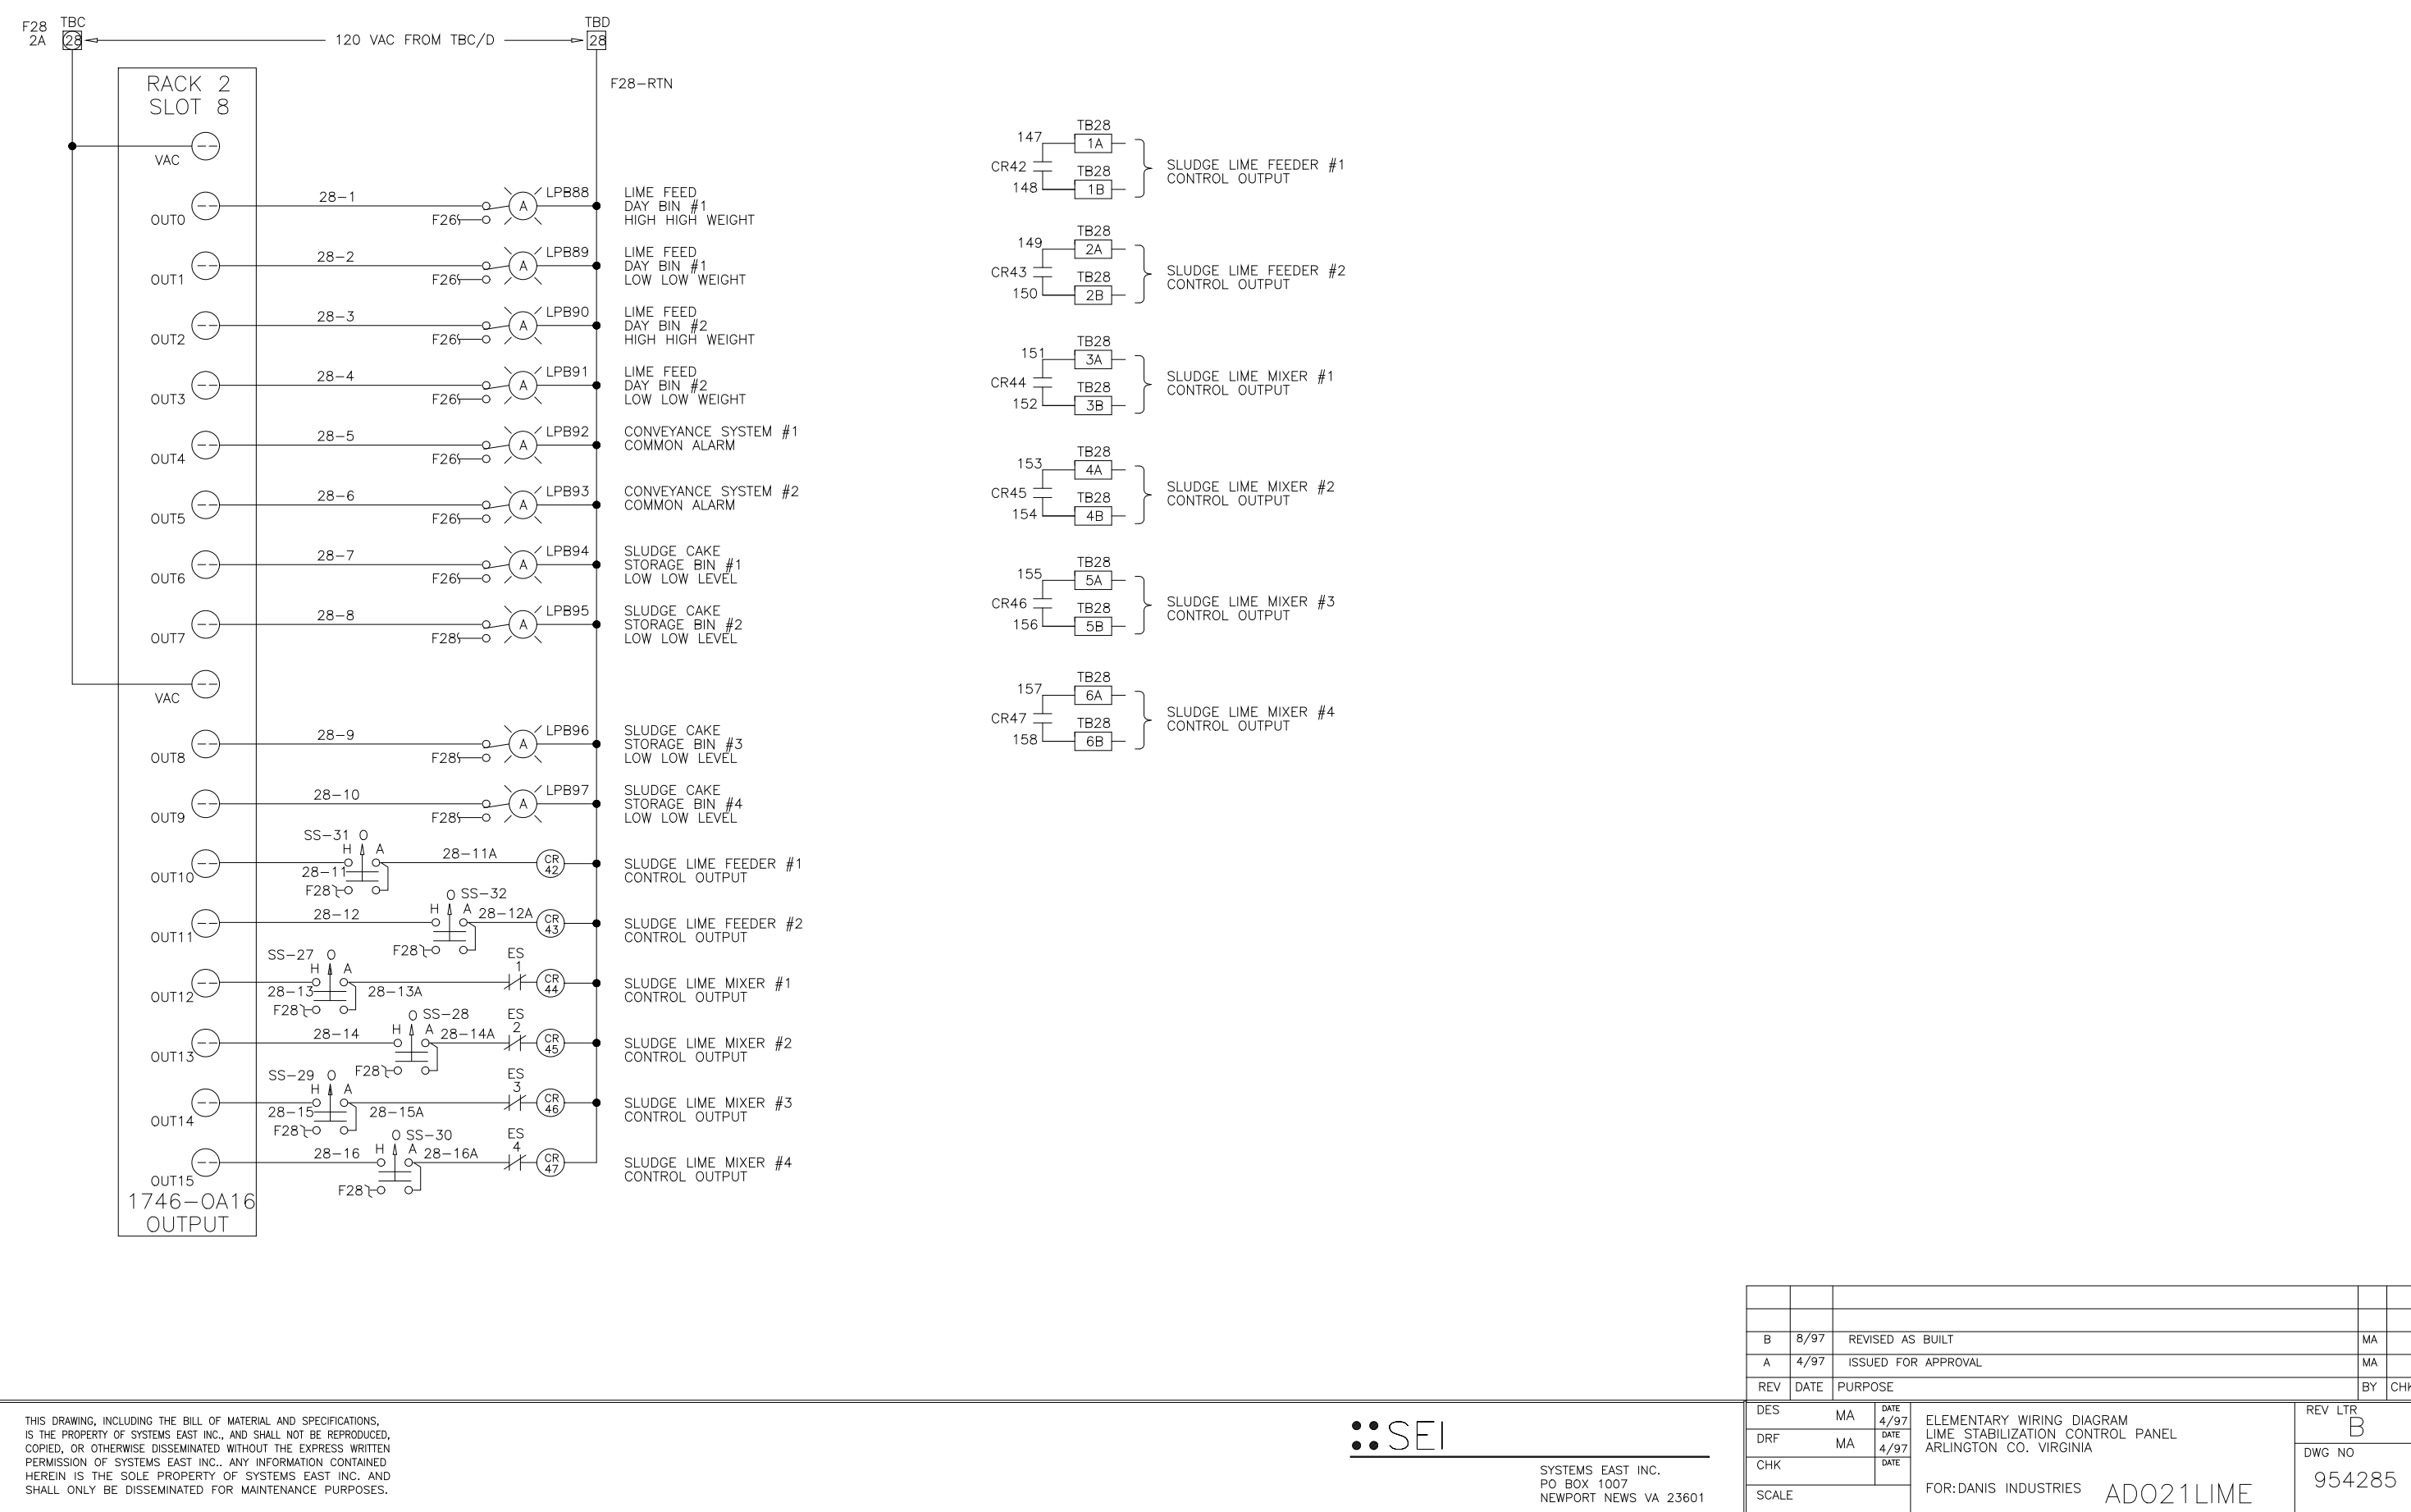 F28
2A
TBC
28
120 VAC FROM TBC/D
TBD
28
F28-RTN
RACK 2
SLOT 8
VAC
OUT0
28-1
F26
A
LPB88
LIME FEED
DAY BIN #1
HIGH HIGH WEIGHT
OUT1
28-2
F26
A
LPB89
LIME FEED
DAY BIN #1
LOW LOW WEIGHT
OUT2
28-3
F26
A
LPB90
LIME FEED
DAY BIN #2
HIGH HIGH WEIGHT
OUT3
28-4
F26
A
LPB91
LIME FEED
DAY BIN #2
LOW LOW WEIGHT
OUT4
28-5
F26
A
LPB92
CONVEYANCE SYSTEM #1
COMMON ALARM
OUT5
28-6
F26
A
LPB93
CONVEYANCE SYSTEM #2
COMMON ALARM
OUT6
28-7
F26
A
LPB94
SLUDGE CAKE
STORAGE BIN #1
LOW LOW LEVEL
OUT7
28-8
F28
A
LPB95
SLUDGE CAKE
STORAGE BIN #2
LOW LOW LEVEL
VAC
OUT8
28-9
F28
A
LPB96
SLUDGE CAKE
STORAGE BIN #3
LOW LOW LEVEL
OUT9
28-10
F28
A
LPB97
SLUDGE CAKE
STORAGE BIN #4
LOW LOW LEVEL
OUT10
SS-31 O
H A
28-11
F28
28-11A
CR
42
SLUDGE LIME FEEDER #1
CONTROL OUTPUT
OUT11
28-12
O SS-32
H A
F28
28-12A
CR
43
SLUDGE LIME FEEDER #2
CONTROL OUTPUT
OUT12
SS-27 O
H A
28-13
F28
28-13A
ES
1
CR
44
SLUDGE LIME MIXER #1
CONTROL OUTPUT
OUT13
28-14
O SS-28
H A
F28
28-14A
ES
2
CR
45
SLUDGE LIME MIXER #2
CONTROL OUTPUT
OUT14
SS-29 O
H A
28-15
F28
28-15A
ES
3
CR
46
SLUDGE LIME MIXER #3
CONTROL OUTPUT
OUT15
28-16
O SS-30
H A
F28
28-16A
ES
4
CR
47
SLUDGE LIME MIXER #4
CONTROL OUTPUT
1746-OA16
OUTPUT
147
CR42
148
TB28
1A
TB28
1B
SLUDGE LIME FEEDER #1
CONTROL OUTPUT
149
CR43
150
TB28
2A
TB28
2B
SLUDGE LIME FEEDER #2
CONTROL OUTPUT
151
CR44
152
TB28
3A
TB28
3B
SLUDGE LIME MIXER #1
CONTROL OUTPUT
153
CR45
154
TB28
4A
TB28
4B
SLUDGE LIME MIXER #2
CONTROL OUTPUT
155
CR46
156
TB28
5A
TB28
5B
SLUDGE LIME MIXER #3
CONTROL OUTPUT
157
CR47
158
TB28
6A
TB28
6B
SLUDGE LIME MIXER #4
CONTROL OUTPUT
B 8/97 REVISED AS BUILT MA
A 4/97 ISSUED FOR APPROVAL MA
REV DATE PURPOSE BY CHK
THIS DRAWING, INCLUDING THE BILL OF MATERIAL AND SPECIFICATIONS,
IS THE PROPERTY OF SYSTEMS EAST INC., AND SHALL NOT BE REPRODUCED,
COPIED, OR OTHERWISE DISSEMINATED WITHOUT THE EXPRESS WRITTEN
PERMISSION OF SYSTEMS EAST INC.. ANY INFORMATION CONTAINED
HEREIN IS THE SOLE PROPERTY OF SYSTEMS EAST INC. AND
SHALL ONLY BE DISSEMINATED FOR MAINTENANCE PURPOSES.
SEI
SYSTEMS EAST INC.
PO BOX 1007
NEWPORT NEWS VA 23601
DES MA DATE 4/97
DRF MA DATE 4/97
CHK DATE
SCALE
ELEMENTARY WIRING DIAGRAM
LIME STABILIZATION CONTROL PANEL
ARLINGTON CO. VIRGINIA
FOR:DANIS INDUSTRIES
ADO21LIME
REV LTR
B
DWG NO
954285